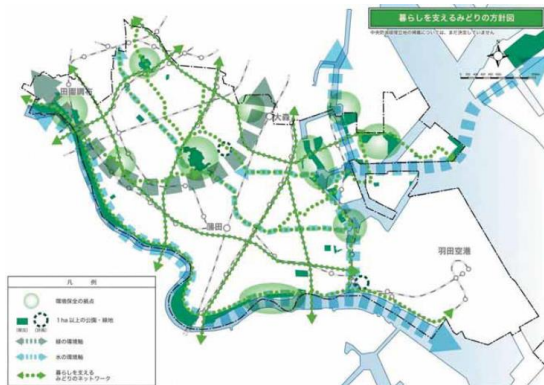 暮らしを支えるみどりの方針図
田園調布
大森
蒲田
羽田空港
凡 例
環境保全の拠点
1ha以上の公園・緑地
緑の環境軸
水の環境軸
暮らしを支える
みどりのネットワーク